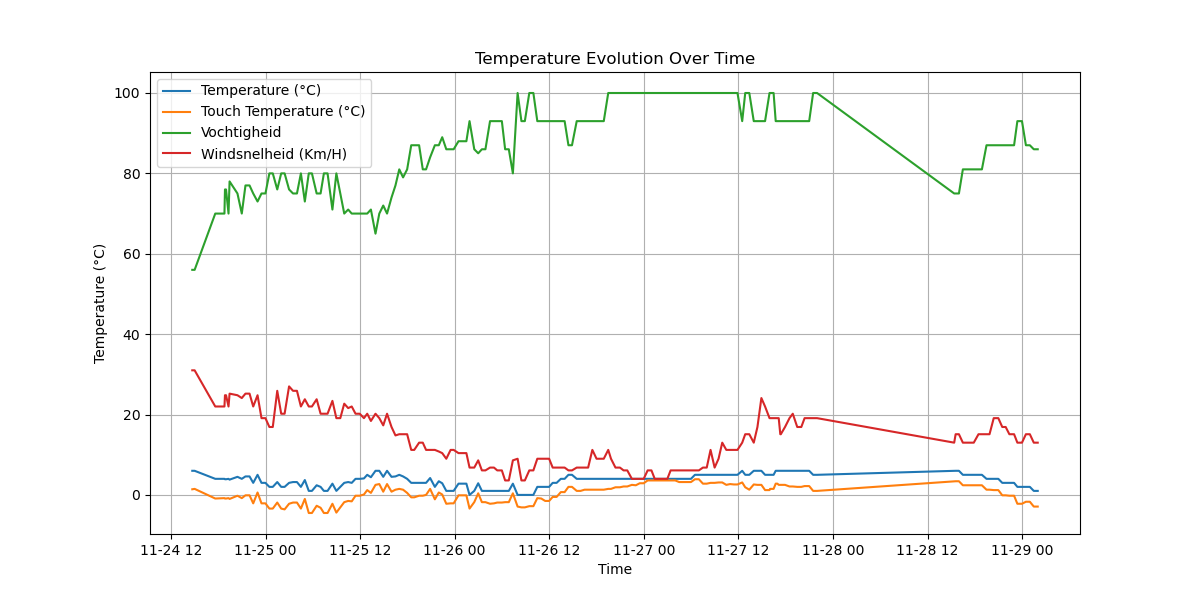 Temperature Evolution Over Time
Temperature (°C)
Touch Temperature (°C)
Vochtigheid
Windsnelheid (Km/H)
Temperature (°C)
100
80
60
40
20
0
11-24 12
11-25 00
11-25 12
11-26 00
11-26 12
11-27 00
11-27 12
11-28 00
11-28 12
11-29 00
Time